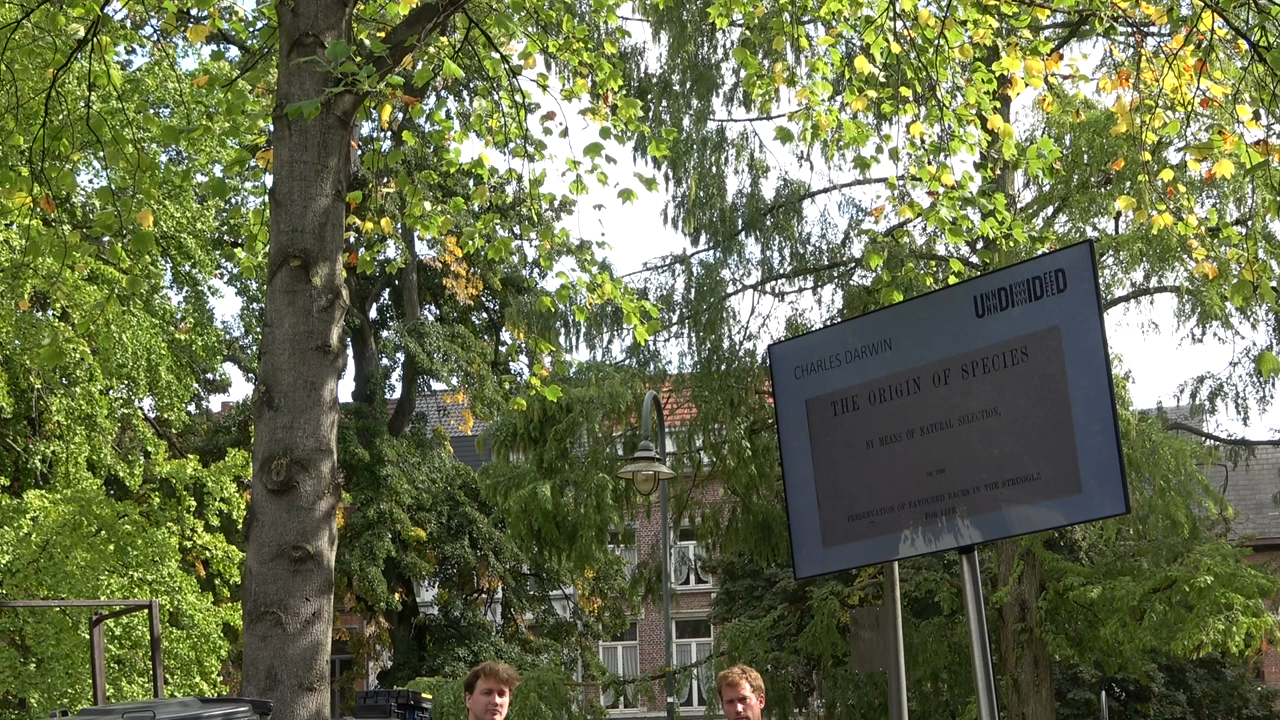 UNDIVIDED
CHARLES DARWIN
THE ORIGIN OF SPECIES
BY MEANS OF NATURAL SELECTION,
OR THE
PRESERVATION OF FAVOURED RACES IN THE STRUGGLE
FOR LIFE.